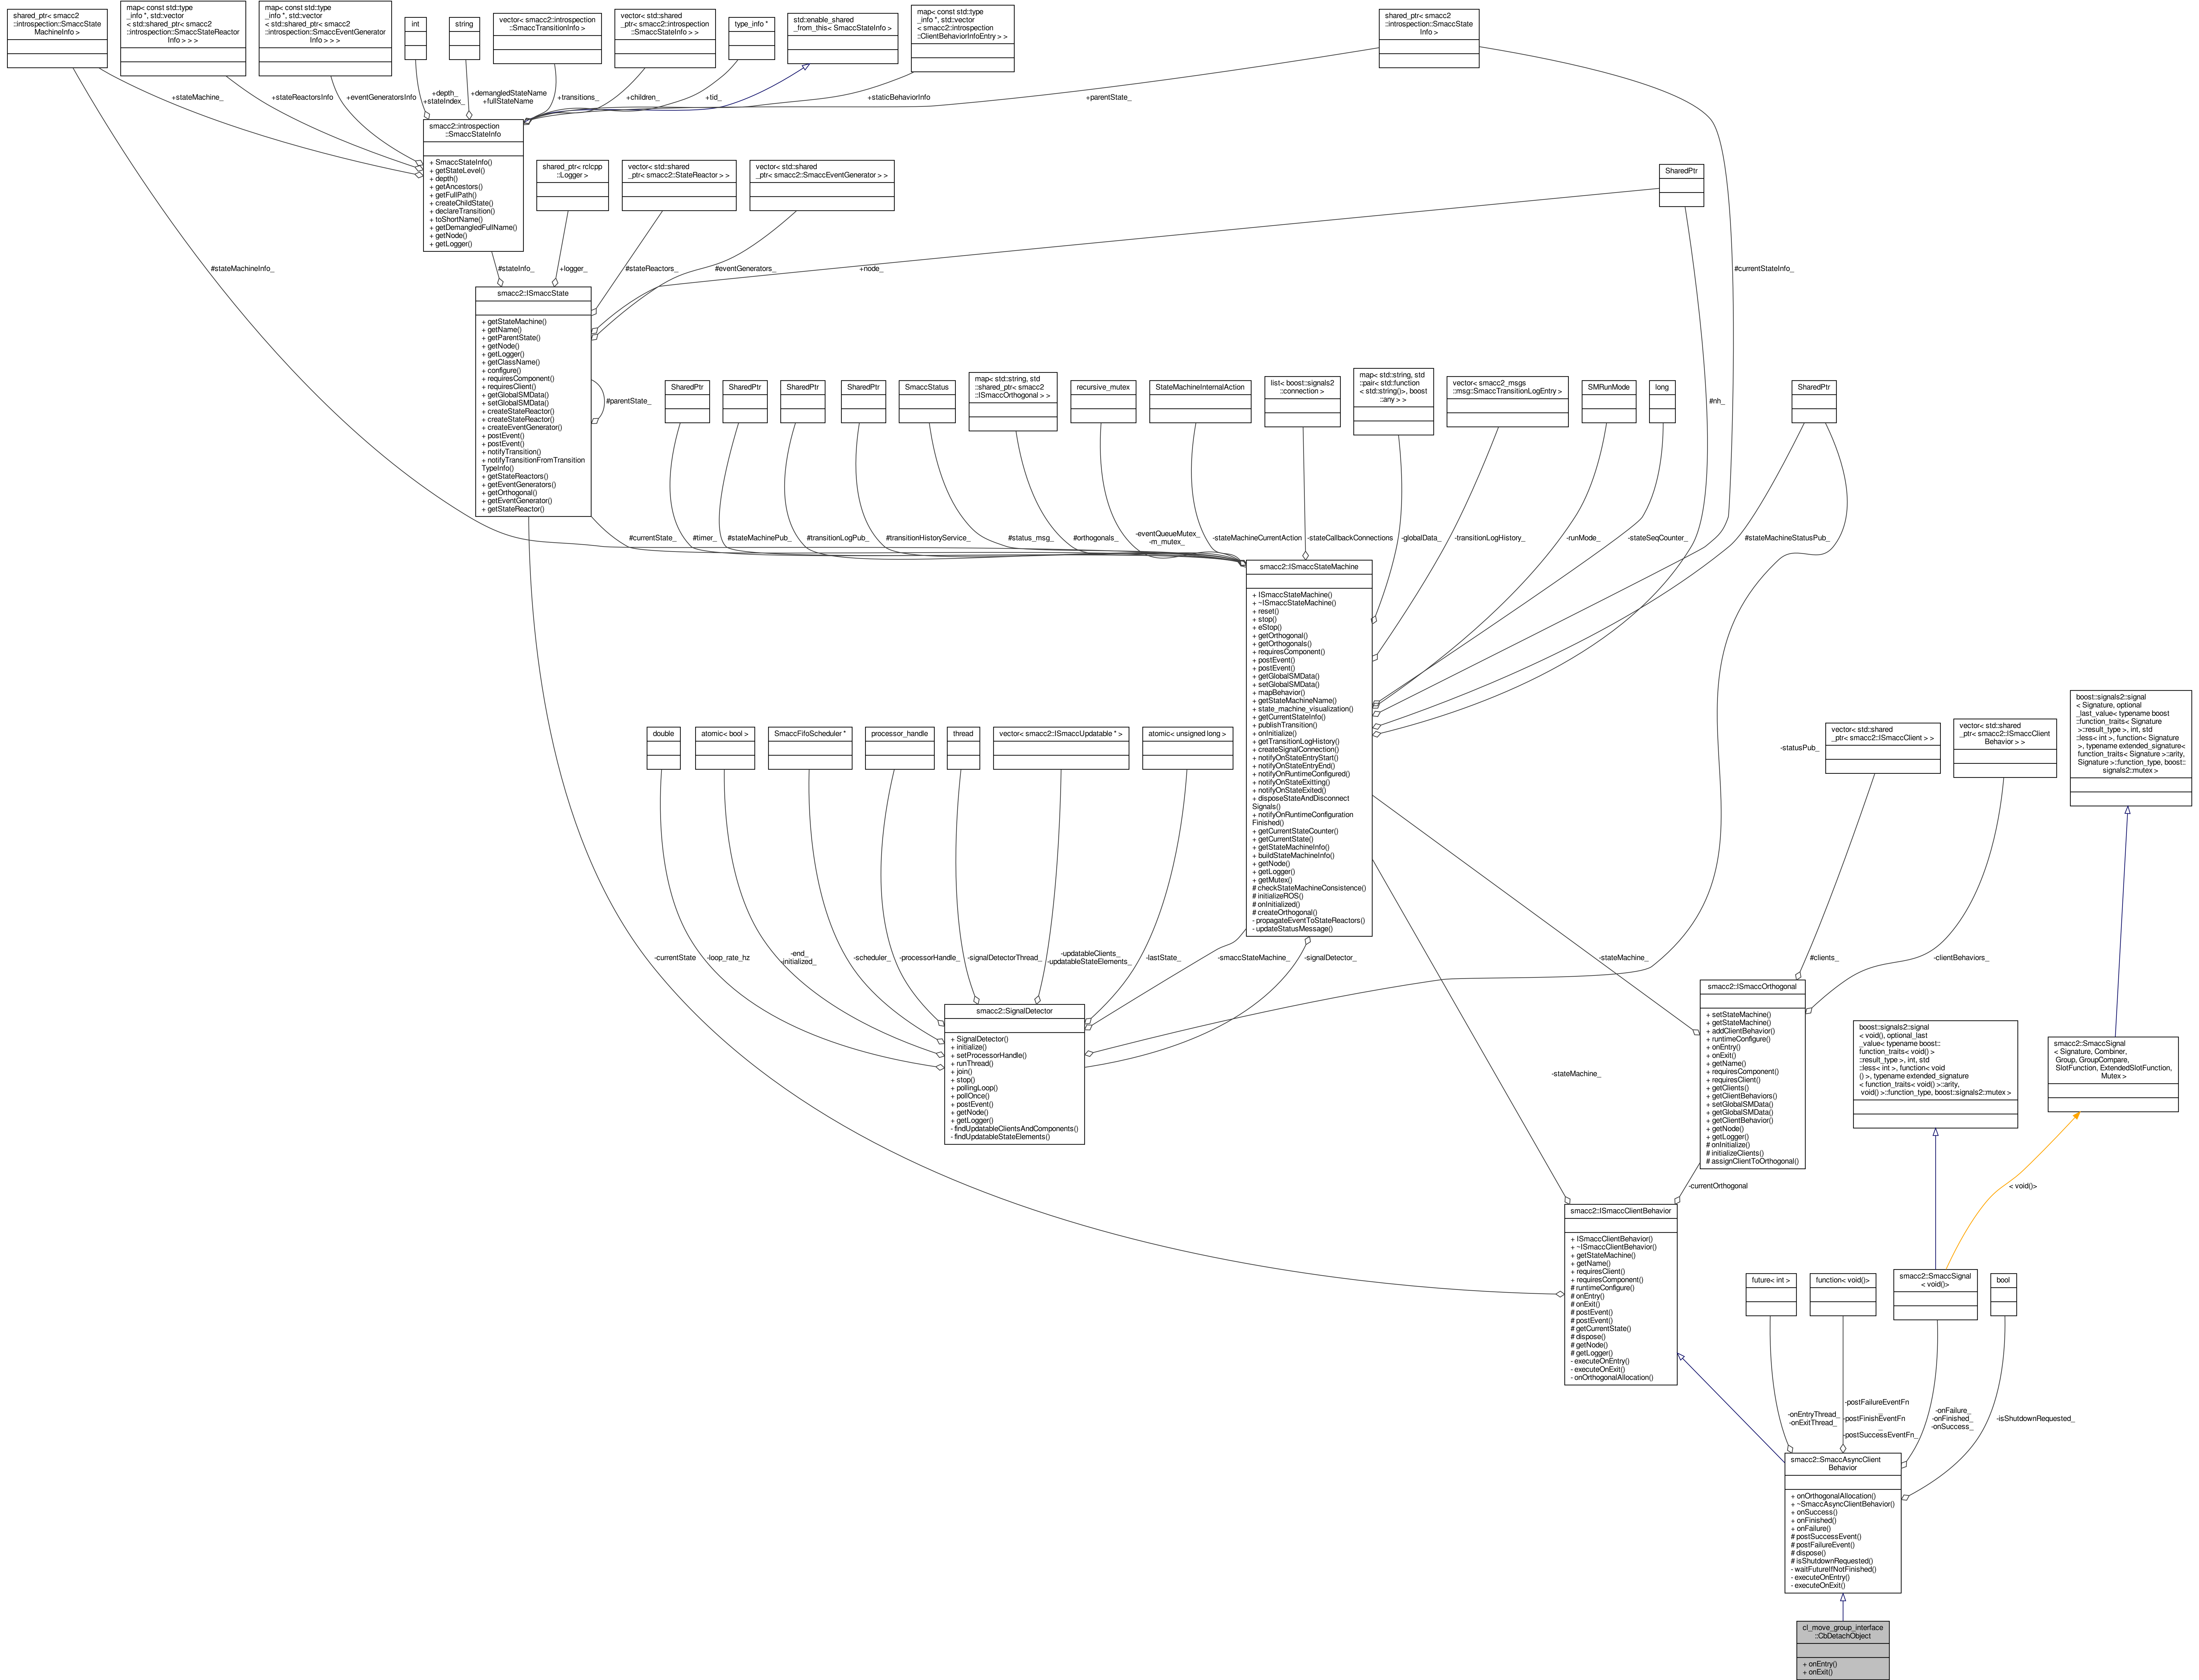 shared_ptr< smacc2
::introspection::SmaccState
MachineInfo >
map< const std::type
_info *, std::vector
< std::shared_ptr< smacc2
::introspection::SmaccStateReactor
Info > > >
map< const std::type
_info *, std::vector
< std::shared_ptr< smacc2
::introspection::SmaccEventGenerator
Info > > >
int
string
vector< smacc2::introspection
::SmaccTransitionInfo >
vector< std::shared
_ptr< smacc2::introspection
::SmaccStateInfo > >
type_info *
std::enable_shared
_from_this< SmaccStateInfo >
map< const std::type
_info *, std::vector
< smacc2::introspection
::ClientBehaviorInfoEntry > >
shared_ptr< smacc2
::introspection::SmaccState
Info >
+stateMachine_
+stateReactorsInfo
+eventGeneratorsInfo
+depth_
+stateIndex_
+demangledStateName
+fullStateName
+transitions_
+children_
+tid_
+staticBehaviorInfo
+parentState_
smacc2::introspection
::SmaccStateInfo
+ SmaccStateInfo()
+ getStateLevel()
+ depth()
+ getAncestors()
+ getFullPath()
+ createChildState()
+ declareTransition()
+ toShortName()
+ getDemangledFullName()
+ getNode()
+ getLogger()
shared_ptr< rclcpp
::Logger >
vector< std::shared
_ptr< smacc2::StateReactor > >
vector< std::shared
_ptr< smacc2::SmaccEventGenerator > >
SharedPtr
#stateMachineInfo_
#stateInfo_
+logger_
#stateReactors_
#eventGenerators_
+node_
#currentStateInfo_
smacc2::ISmaccState
+ getStateMachine()
+ getName()
+ getParentState()
+ getNode()
+ getLogger()
+ getClassName()
+ configure()
+ requiresComponent()
+ requiresClient()
+ getGlobalSMData()
+ setGlobalSMData()
+ createStateReactor()
+ createStateReactor()
+ createEventGenerator()
+ postEvent()
+ postEvent()
+ notifyTransition()
+ notifyTransitionFromTransition
TypeInfo()
+ getStateReactors()
+ getEventGenerators()
+ getOrthogonal()
+ getEventGenerator()
+ getStateReactor()
#parentState_
SharedPtr
SharedPtr
SharedPtr
SharedPtr
SmaccStatus
map< std::string, std
::shared_ptr< smacc2
::ISmaccOrthogonal > >
recursive_mutex
StateMachineInternalAction
list< boost::signals2
::connection >
map< std::string, std
::pair< std::function
< std::string()>, boost
::any > >
vector< smacc2_msgs
::msg::SmaccTransitionLogEntry >
SMRunMode
long
#nh_
SharedPtr
#currentState_
#timer_
#stateMachinePub_
#transitionLogPub_
#transitionHistoryService_
#status_msg_
#orthogonals_
-eventQueueMutex_
-m_mutex_
-stateMachineCurrentAction
-stateCallbackConnections
-globalData_
-transitionLogHistory_
-runMode_
-stateSeqCounter_
#stateMachineStatusPub_
smacc2::ISmaccStateMachine
+ ISmaccStateMachine()
+ ~ISmaccStateMachine()
+ reset()
+ stop()
+ eStop()
+ getOrthogonal()
+ getOrthogonals()
+ requiresComponent()
+ postEvent()
+ postEvent()
+ getGlobalSMData()
+ setGlobalSMData()
+ mapBehavior()
+ getStateMachineName()
+ state_machine_visualization()
+ getCurrentStateInfo()
+ publishTransition()
+ onInitialize()
+ getTransitionLogHistory()
+ createSignalConnection()
+ notifyOnStateEntryStart()
+ notifyOnStateEntryEnd()
+ notifyOnRuntimeConfigured()
+ notifyOnStateExitting()
+ notifyOnStateExited()
+ disposeStateAndDisconnect
Signals()
+ notifyOnRuntimeConfiguration
Finished()
+ getCurrentStateCounter()
+ getCurrentState()
+ getStateMachineInfo()
+ buildStateMachineInfo()
+ getNode()
+ getLogger()
+ getMutex()
# checkStateMachineConsistence()
# initializeROS()
# onInitialized()
# createOrthogonal()
- propagateEventToStateReactors()
- updateStatusMessage()
double
atomic< bool >
SmaccFifoScheduler *
processor_handle
thread
vector< smacc2::ISmaccUpdatable * >
atomic< unsigned long >
-statusPub_
vector< std::shared
_ptr< smacc2::ISmaccClient > >
vector< std::shared
_ptr< smacc2::ISmaccClient
Behavior > >
boost::signals2::signal
< Signature, optional
_last_value< typename boost
::function_traits< Signature
>::result_type >, int, std
::less< int >, function< Signature
>, typename extended_signature<
function_traits< Signature >::arity,
Signature >::function_type, boost::
signals2::mutex >
-currentState
-loop_rate_hz
-end_
-initialized_
-scheduler_
-processorHandle_
-signalDetectorThread_
-updatableClients_
-updatableStateElements_
-lastState_
-smaccStateMachine_
-signalDetector_
-stateMachine_
#clients_
-clientBehaviors_
smacc2::SignalDetector
+ SignalDetector()
+ initialize()
+ setProcessorHandle()
+ runThread()
+ join()
+ stop()
+ pollingLoop()
+ pollOnce()
+ postEvent()
+ getNode()
+ getLogger()
- findUpdatableClientsAndComponents()
- findUpdatableStateElements()
smacc2::ISmaccOrthogonal
+ setStateMachine()
+ getStateMachine()
+ addClientBehavior()
+ runtimeConfigure()
+ onEntry()
+ onExit()
+ getName()
+ requiresComponent()
+ requiresClient()
+ getClients()
+ getClientBehaviors()
+ setGlobalSMData()
+ getGlobalSMData()
+ getClientBehavior()
+ getNode()
+ getLogger()
# onInitialize()
# initializeClients()
# assignClientToOrthogonal()
boost::signals2::signal
< void(), optional_last
_value< typename boost::
function_traits< void() >
::result_type >, int, std
::less< int >, function< void
() >, typename extended_signature
< function_traits< void() >::arity,
void() >::function_type, boost::signals2::mutex >
smacc2::SmaccSignal
< Signature, Combiner,
Group, GroupCompare,
SlotFunction, ExtendedSlotFunction,
Mutex >
-stateMachine_
-currentOrthogonal
< void()>
smacc2::ISmaccClientBehavior
+ ISmaccClientBehavior()
+ ~ISmaccClientBehavior()
+ getStateMachine()
+ getName()
+ requiresClient()
+ requiresComponent()
# runtimeConfigure()
# onEntry()
# onExit()
# postEvent()
# postEvent()
# getCurrentState()
# dispose()
# getNode()
# getLogger()
- executeOnEntry()
- executeOnExit()
- onOrthogonalAllocation()
future< int >
function< void()>
smacc2::SmaccSignal
< void()>
bool
-onEntryThread_
-onExitThread_
-postFailureEventFn
_
-postFinishEventFn
_
-postSuccessEventFn_
-onFailure_
-onFinished_
-onSuccess_
-isShutdownRequested_
smacc2::SmaccAsyncClient
Behavior
+ onOrthogonalAllocation()
+ ~SmaccAsyncClientBehavior()
+ onSuccess()
+ onFinished()
+ onFailure()
# postSuccessEvent()
# postFailureEvent()
# dispose()
# isShutdownRequested()
- waitFutureIfNotFinished()
- executeOnEntry()
- executeOnExit()
cl_move_group_interface
::CbDetachObject
+ onEntry()
+ onExit()